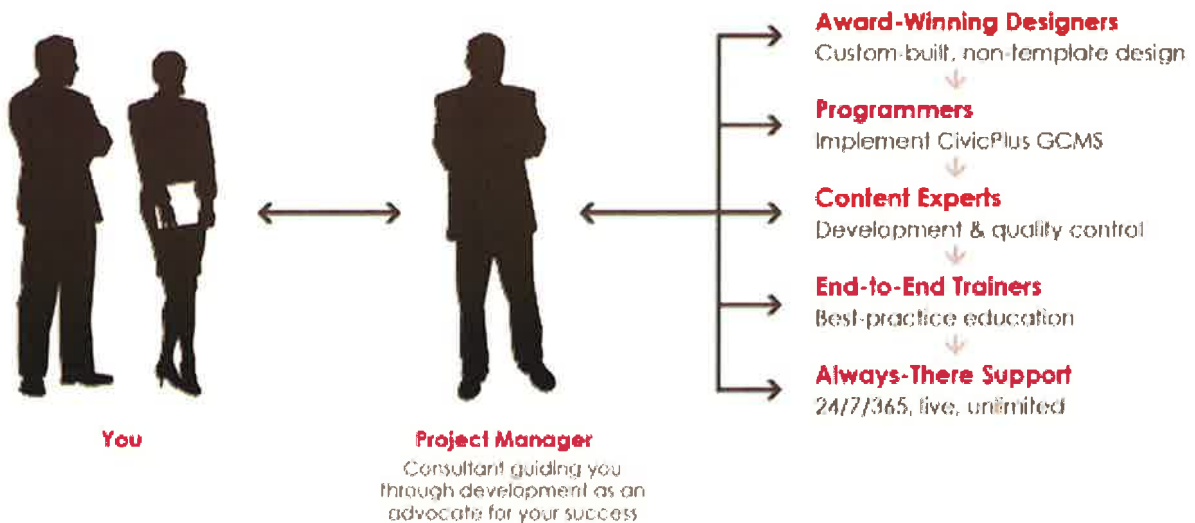 Award-Winning Designers
Custom-built, non-template design
Programmers
Implement CivicPlus GCMS
Content Experts
Development & quality control
End-to-End Trainers
Best-practice education
Always-There Support
24/7/365, live, unlimited
You
Project Manager
Consultant guiding you
through development as an
advocate for your success